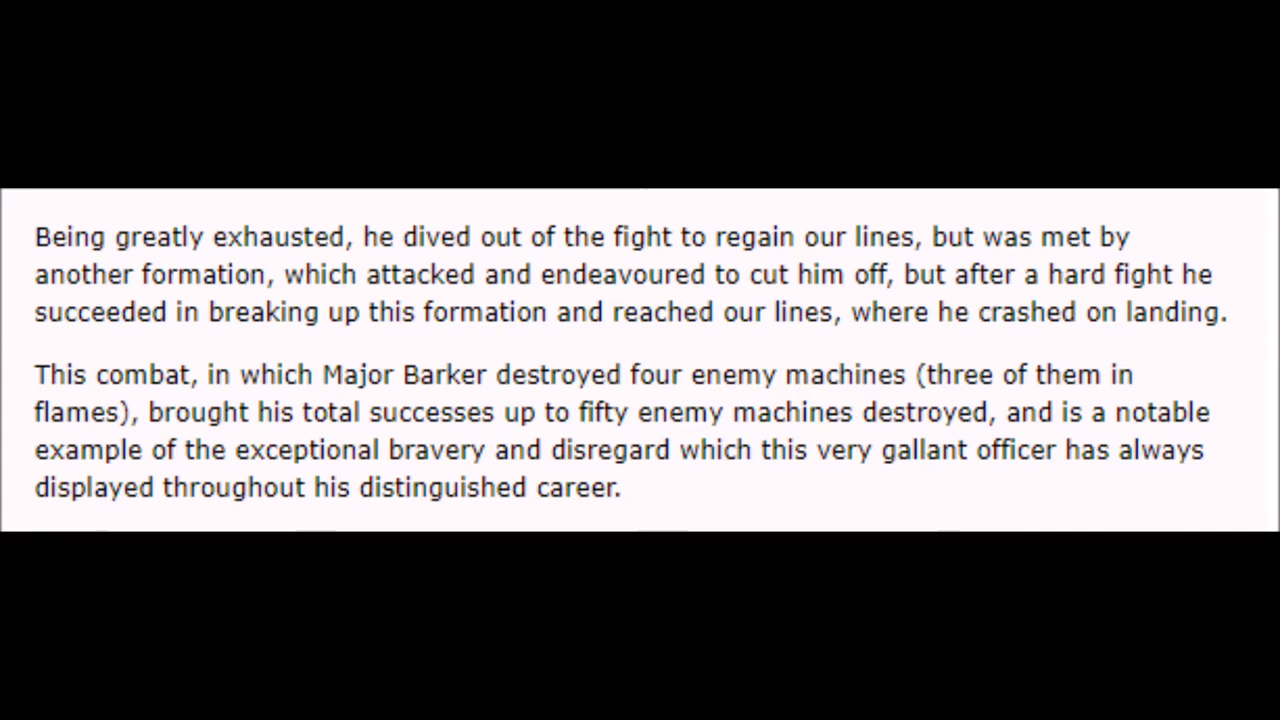 Being greatly exhausted, he dived out of the fight to regain our lines, but was met by
another formation, which attacked and endeavoured to cut him off, but after a hard fight he
succeeded in breaking up this formation and reached our lines, where he crashed on landing.
This combat, in which Major Barker destroyed four enemy machines (three of them in
flames), brought his total successes up to fifty enemy machines destroyed, and is a notable
example of the exceptional bravery and disregard which this very gallant officer has always
displayed throughout his distinguished career.